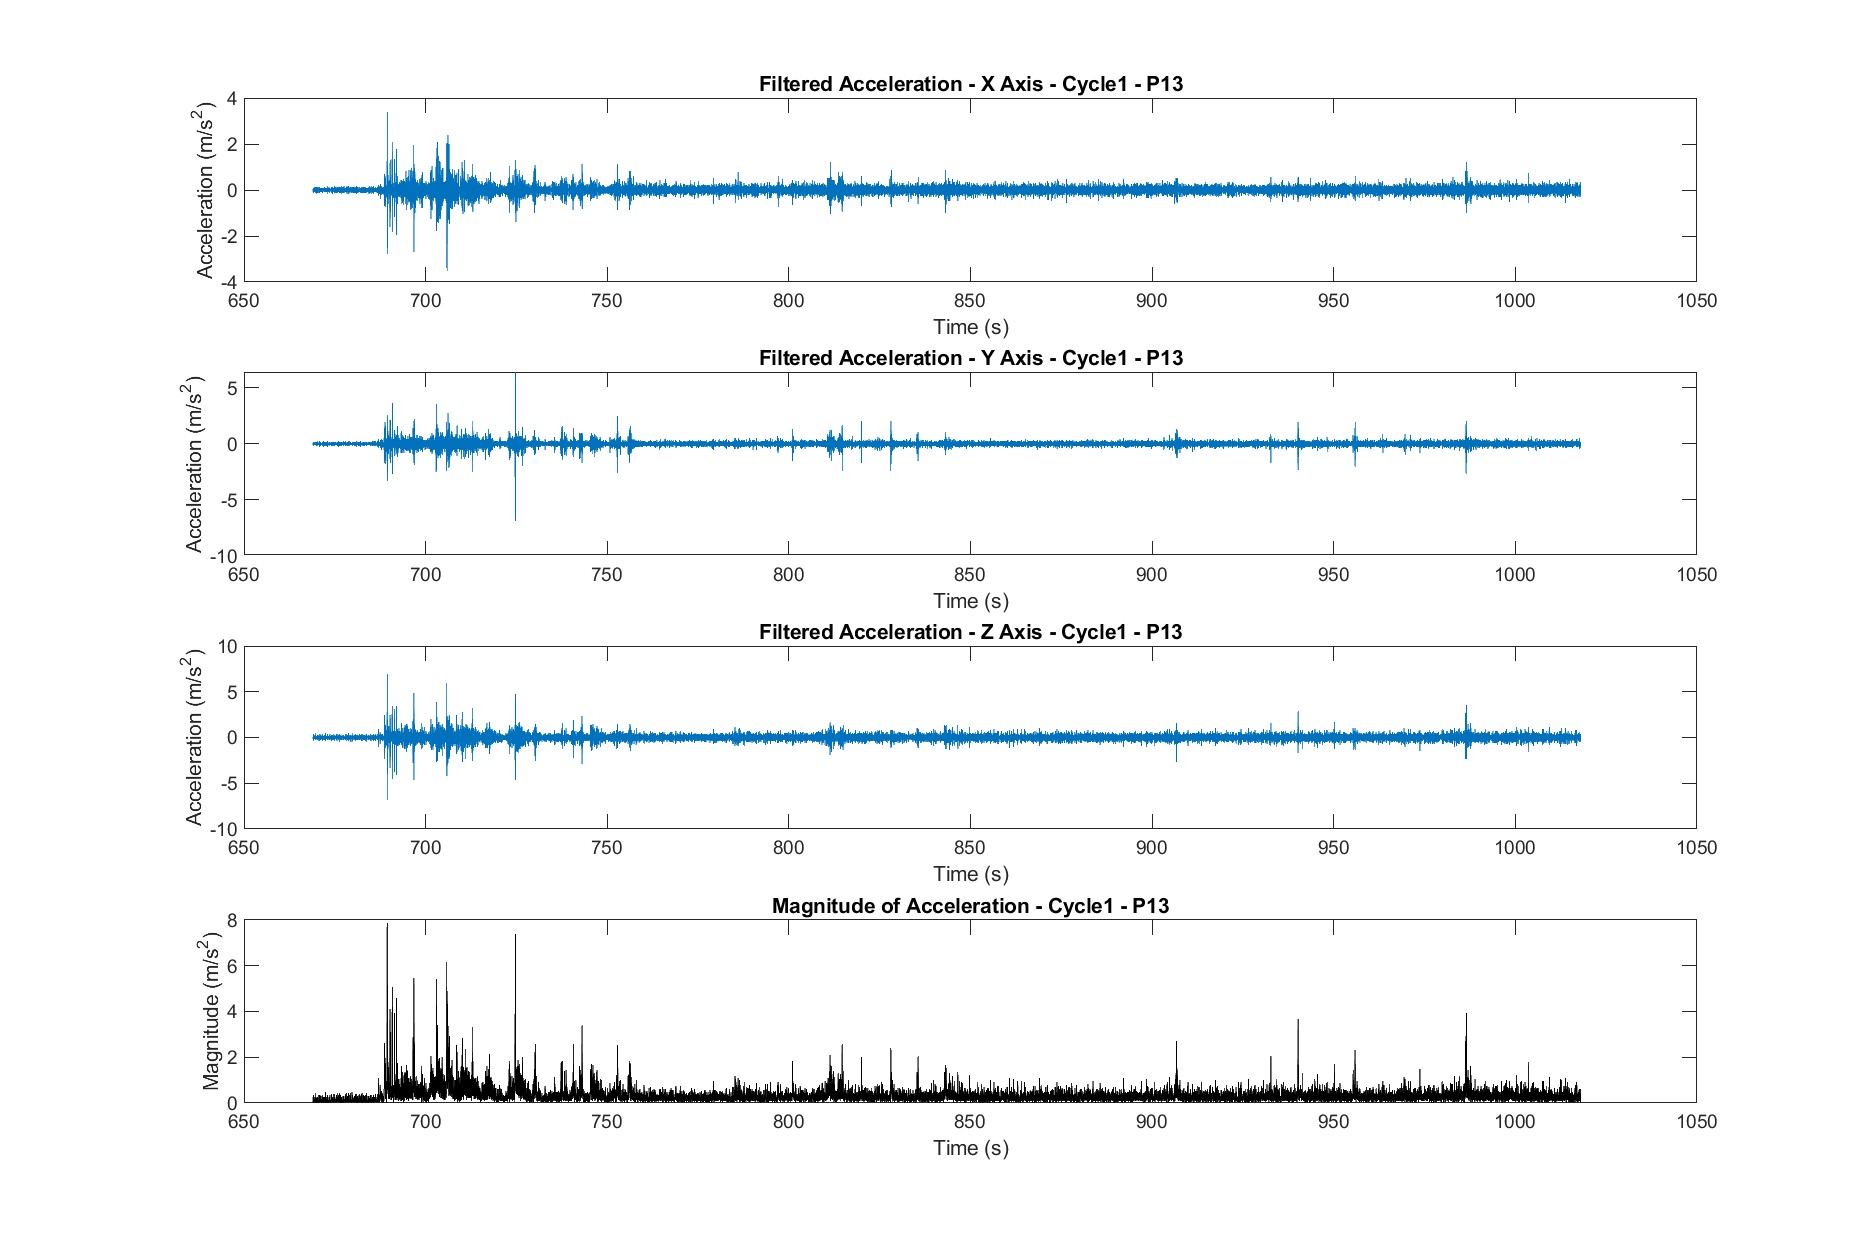 Filtered Acceleration - X Axis - Cycle1 - P13
Acceleration (m/s²)
4
2
0
-2
-4
650 700 750 800 850 900 950 1000 1050
Time (s)
Filtered Acceleration - Y Axis - Cycle1 - P13
Acceleration (m/s²)
5
0
-5
-10
650 700 750 800 850 900 950 1000 1050
Time (s)
Filtered Acceleration - Z Axis - Cycle1 - P13
Acceleration (m/s²)
10
5
0
-5
-10
650 700 750 800 850 900 950 1000 1050
Time (s)
Magnitude of Acceleration - Cycle1 - P13
Magnitude (m/s²)
8
6
4
2
0
650 700 750 800 850 900 950 1000 1050
Time (s)